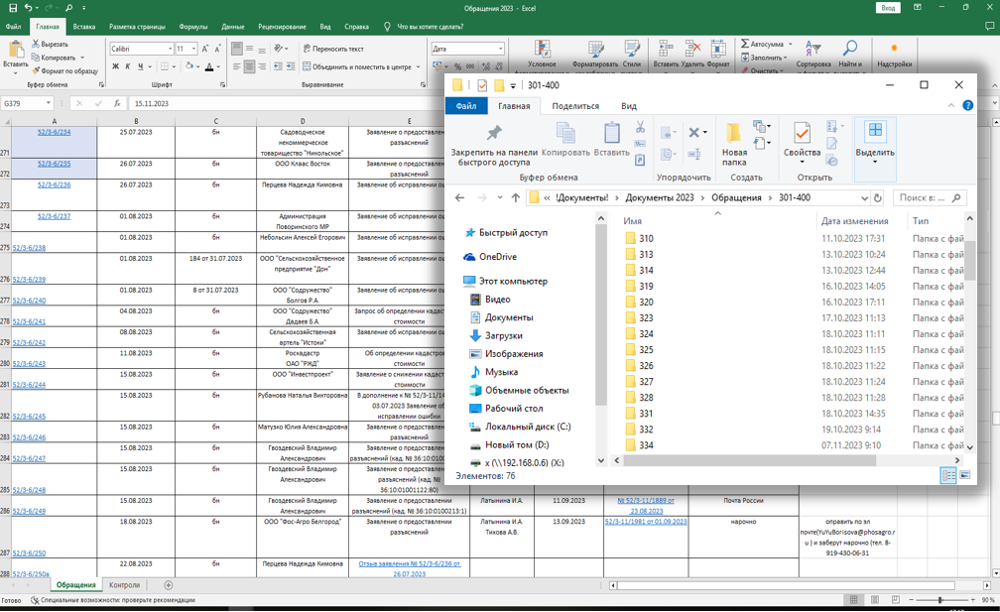 Обращения 2023 - Excel
Вход
Файл Главная Вставка Разметка страницы Формулы Данные Рецензирование Вид Справка Что вы хотите сделать?
Вставить
Вырезать
Копировать
Формат по образцу
Буфер обмена
Calibri 11
Ж К Ч
Шрифт
Переносить текст
Объединить и поместить в центре
Выравнивание
Дата
Условное Форматировать Стили
Вставить Удалить Формат
Автосумма
Заполнить
Очистить
Сортировка Найти и
Надстройки
G379 15.11.2023
A B C D E
271 52/3-6/234 25.07.2023 бн Садоводческое некоммерческое товарищество "Никольское" Заявление о предоставлен разъяснений
272 52/3-6/235 26.07.2023 бн ООО Клаас Восток Заявление о предоставлен разъяснений
273 52/3-6/236 26.07.2023 бн Перцева Надежда Кимовна Заявление об исправлении о
274 52/3-6/237 01.08.2023 бн Администрация Поворинского МР Заявление об исправлении о
275 52/3-6/238 01.08.2023 бн Небольсин Алексей Егорович Заявление об исправлении о
276 52/3-6/239 01.08.2023 184 от 31.07.2023 ООО "Сельскохозяйственное предприятие "Дон" Заявление об исправлении о
277 52/3-6/240 01.08.2023 8 от 31.07.2023 ООО "Содружество" Болгов Р.А. Заявление об исправлении о
278 52/3-6/241 04.08.2023 бн ООО "Содружество" Дадаев Б.А. Запрос об определении кадас стоимости
279 52/3-6/242 08.08.2023 бн Сельскохозяйственная артель "Истоки" Заявление об исправлении о
280 52/3-6/243 11.08.2023 бн Роскадастр ОАО "РЖД" Об определении кадастров стоимости
281 52/3-6/244 15.08.2023 бн ООО "Инвестпроект" Заявление о снижении кадаст стоимости
282 52/3-6/245 15.08.2023 бн Рубанова Наталья Викторовна В дополнение к № 52/3-11/14 03.07.2023 Заявление об исправлении ошибки
283 52/3-6/246 15.08.2023 бн Матузко Юлия Александровна Заявление о предоставлен разъяснений
284 52/3-6/247 15.08.2023 бн Гвоздевский Владимир Александрович Заявление о предоставлен разъяснений (кад. № 36:10:0100
285 52/3-6/248 15.08.2023 бн Гвоздевский Владимир Александрович Заявление о предоставлен разъяснений (кад. № 36:10:01001122:80)
286 52/3-6/249 15.08.2023 бн Гвоздевский Владимир Александрович Заявление о предоставлении разъяснений (кад. № 36:10:0100213:1) Латынина И.А. 11.09.2023 № 52/3-11/1889 от 23.08.2023 Почта России
287 52/3-6/250 18.08.2023 бн ООО "Фос-Агро Белгород" Заявление о предоставлении разъяснений Латынина И.А. Тихова А.В. 13.09.2023 52/3-11/1981 от 01.09.2023 нарочно оправить по эл почте(YuYuBorisova@phosagro.r u ) и заберут нарочно (тел. 8-919-430-06-31
288 52/3-6/250а 22.08.2023 бн Перцева Надежда Кимовна Отзыв заявления № 52/3-6/236 от 26.07.2023
Обращения Контроли
Готово Специальные возможности: проверьте рекомендации 90 %
301-400
Файл Главная Поделиться Вид
Закрепить на панели быстрого доступа
Копировать Вставить
Буфер обмена
Упорядочить
Новая папка
Создать
Свойства
Открыть
Выделить
« !Документы! › Документы 2023 › Обращения › 301-400
Поиск в: ...
Быстрый доступ
OneDrive
Этот компьютер
Видео
Документы
Загрузки
Изображения
Музыка
Объемные объекты
Рабочий стол
Локальный диск (C:)
Новый том (D:)
x (\\192.168.0.6) (X:)
Имя Дата изменения Тип
310 11.10.2023 17:31 Папка с фай
313 13.10.2023 10:24 Папка с фай
314 13.10.2023 12:44 Папка с фай
319 16.10.2023 14:05 Папка с фай
320 16.10.2023 17:11 Папка с фай
323 17.10.2023 11:13 Папка с фай
324 18.10.2023 11:11 Папка с фай
325 18.10.2023 11:15 Папка с фай
326 18.10.2023 11:22 Папка с фай
327 18.10.2023 11:24 Папка с фай
328 18.10.2023 11:28 Папка с фай
331 18.10.2023 14:35 Папка с фай
332 19.10.2023 9:14 Папка с фай
334 07.11.2023 9:10 Папка с фай
Элементов: 76